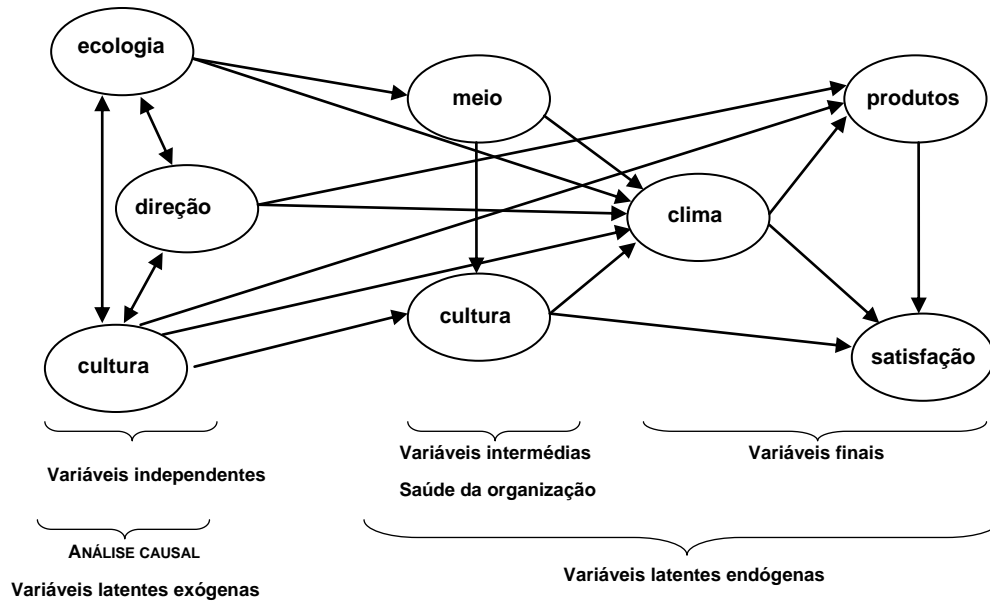 ecologia
meio
produtos
direção
clima
cultura
cultura
satisfação
Variáveis independentes
Variáveis intermédias
Saúde da organização
Variáveis finais
ANÁLISE CAUSAL
Variáveis latentes exógenas
Variáveis latentes endógenas